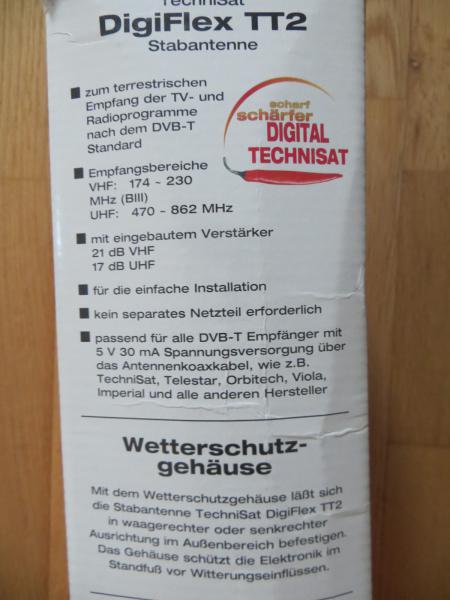 TechniSat
DigiFlex TT2
Stabantenne
zum terrestrischen
Empfang der TV- und
Radioprogramme
nach dem DVB-T
Standard
scharf
schärfer
DIGITAL
TECHNISAT
Empfangsbereiche
VHF: 174 - 230
MHz (BIII)
UHF: 470 - 862 MHz
mit eingebautem Verstärker
21 dB VHF
17 dB UHF
für die einfache Installation
kein separates Netzteil erforderlich
passend für alle DVB-T Empfänger mit
5 V 30 mA Spannungsversorgung über
das Antennenkoaxkabel, wie z.B.
TechniSat, Telestar, Orbitech, Viola,
Imperial und alle anderen Hersteller
Wetterschutz-
gehäuse
Mit dem Wetterschutzgehäuse läßt sich
die Stabantenne TechniSat DigiFlex TT2
in waagerechter oder senkrechter
Ausrichtung im Außenbereich befestigen.
Das Gehäuse schützt die Elektronik im
Standfuß vor Witterungseinflüssen.